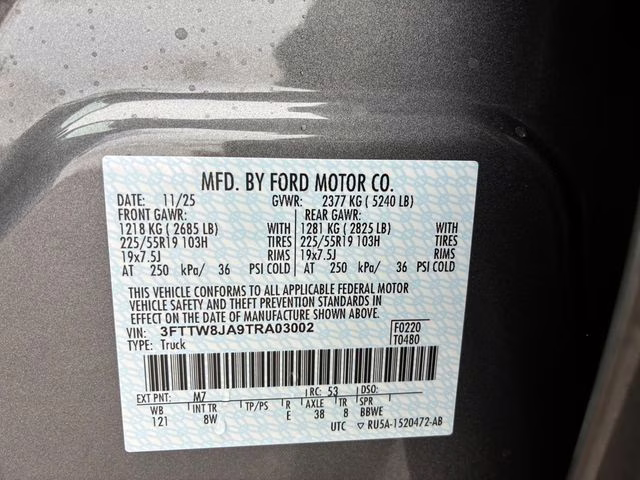 MFD. BY FORD MOTOR CO.
DATE: 11/25 GVWR: 2377 KG ( 5240 LB)
FRONT GAWR: REAR GAWR:
1218 KG ( 2685 LB) WITH 1281 KG ( 2825 LB) WITH
225/55R19 103H TIRES 225/55R19 103H TIRES
19x7.5J RIMS 19x7.5J RIMS
AT 250 kPa/ 36 PSI COLD AT 250 kPa/ 36 PSI COLD
THIS VEHICLE CONFORMS TO ALL APPLICABLE FEDERAL MOTOR
VEHICLE SAFETY AND THEFT PREVENTION STANDARDS IN
EFFECT ON THE DATE OF MANUFACTURE SHOWN ABOVE.
VIN: 3FTTW8JA9TRA03002 F0220
TYPE: Truck T0480
EXT PNT: M7 RC: 53 DSO:
WB INT TR TP/PS R AXLE TR SPR
121 8W E 38 8 BBWE
UTC ▽ RU5A-1520472-AB